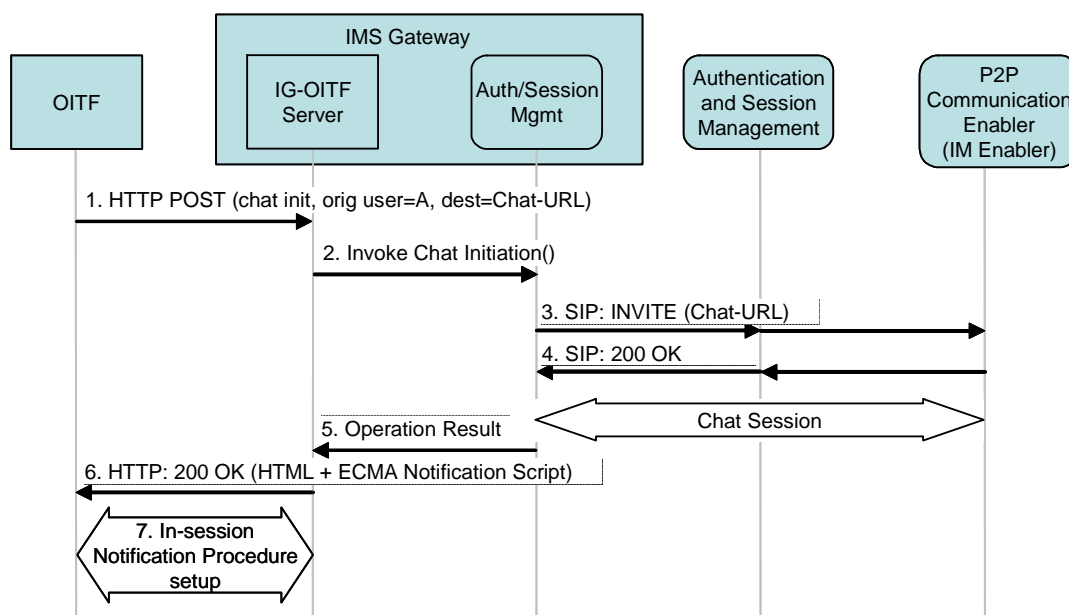 IMS Gateway
OITF
IG-OITF
Server
Auth/Session
Mgmt
Authentication
and Session
Management
P2P
Communication
Enabler
(IM Enabler)
1. HTTP POST (chat init, orig user=A, dest=Chat-URL)
2. Invoke Chat Initiation()
3. SIP: INVITE (Chat-URL)
4. SIP: 200 OK
Chat Session
5. Operation Result
6. HTTP: 200 OK (HTML + ECMA Notification Script)
7. In-session
Notification Procedure
setup